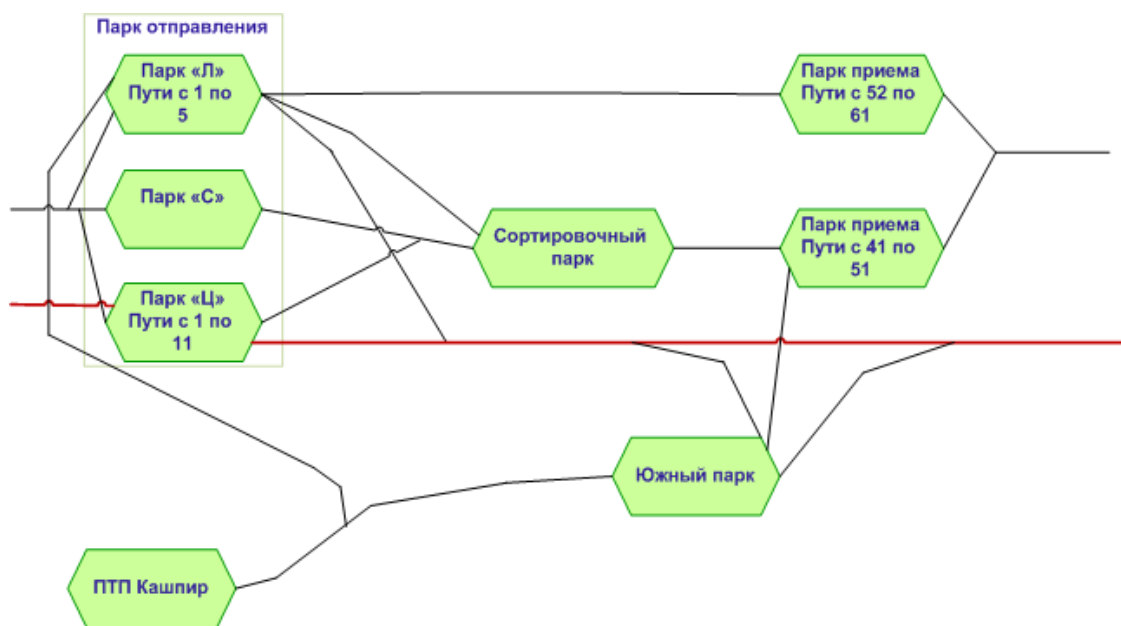 Парк отправления
Парк «Л»
Пути с 1 по
5
Парк приема
Пути с 52 по
61
Парк «С»
Сортировочный
парк
Парк приема
Пути с 41 по
51
Парк «Ц»
Пути с 1 по
11
Южный парк
ПТП Кашпир